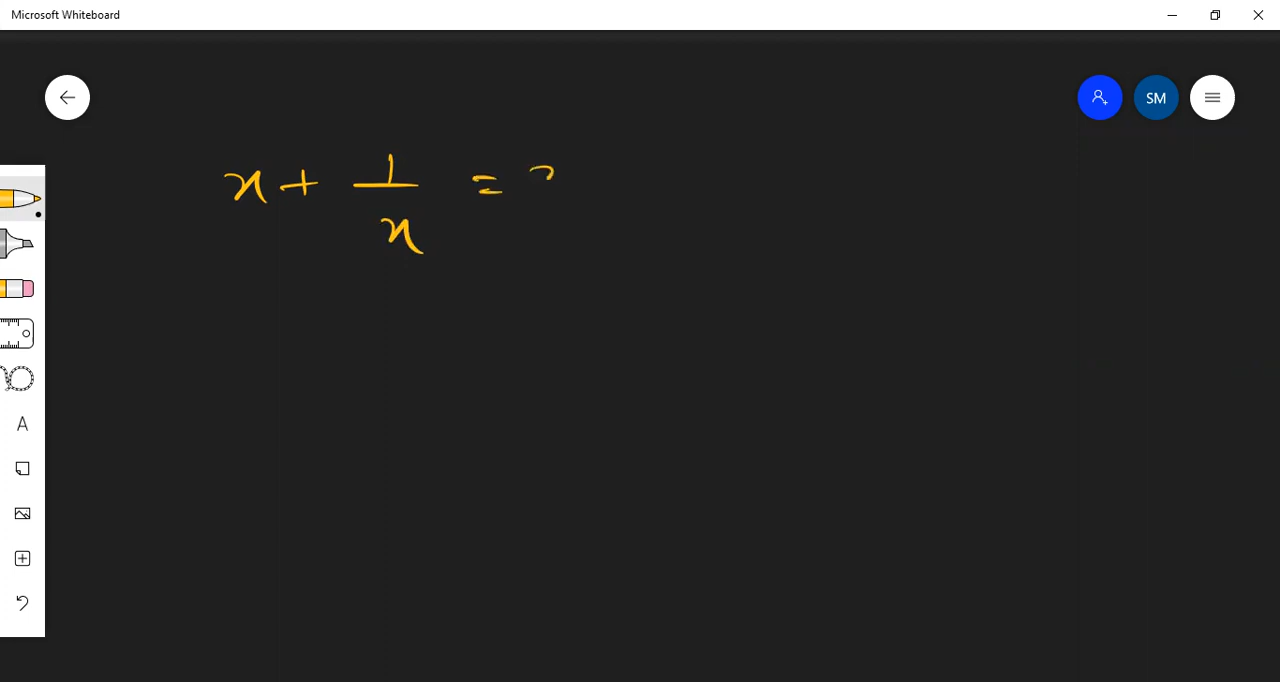 Microsoft Whiteboard
SM
x + 1/x =
A